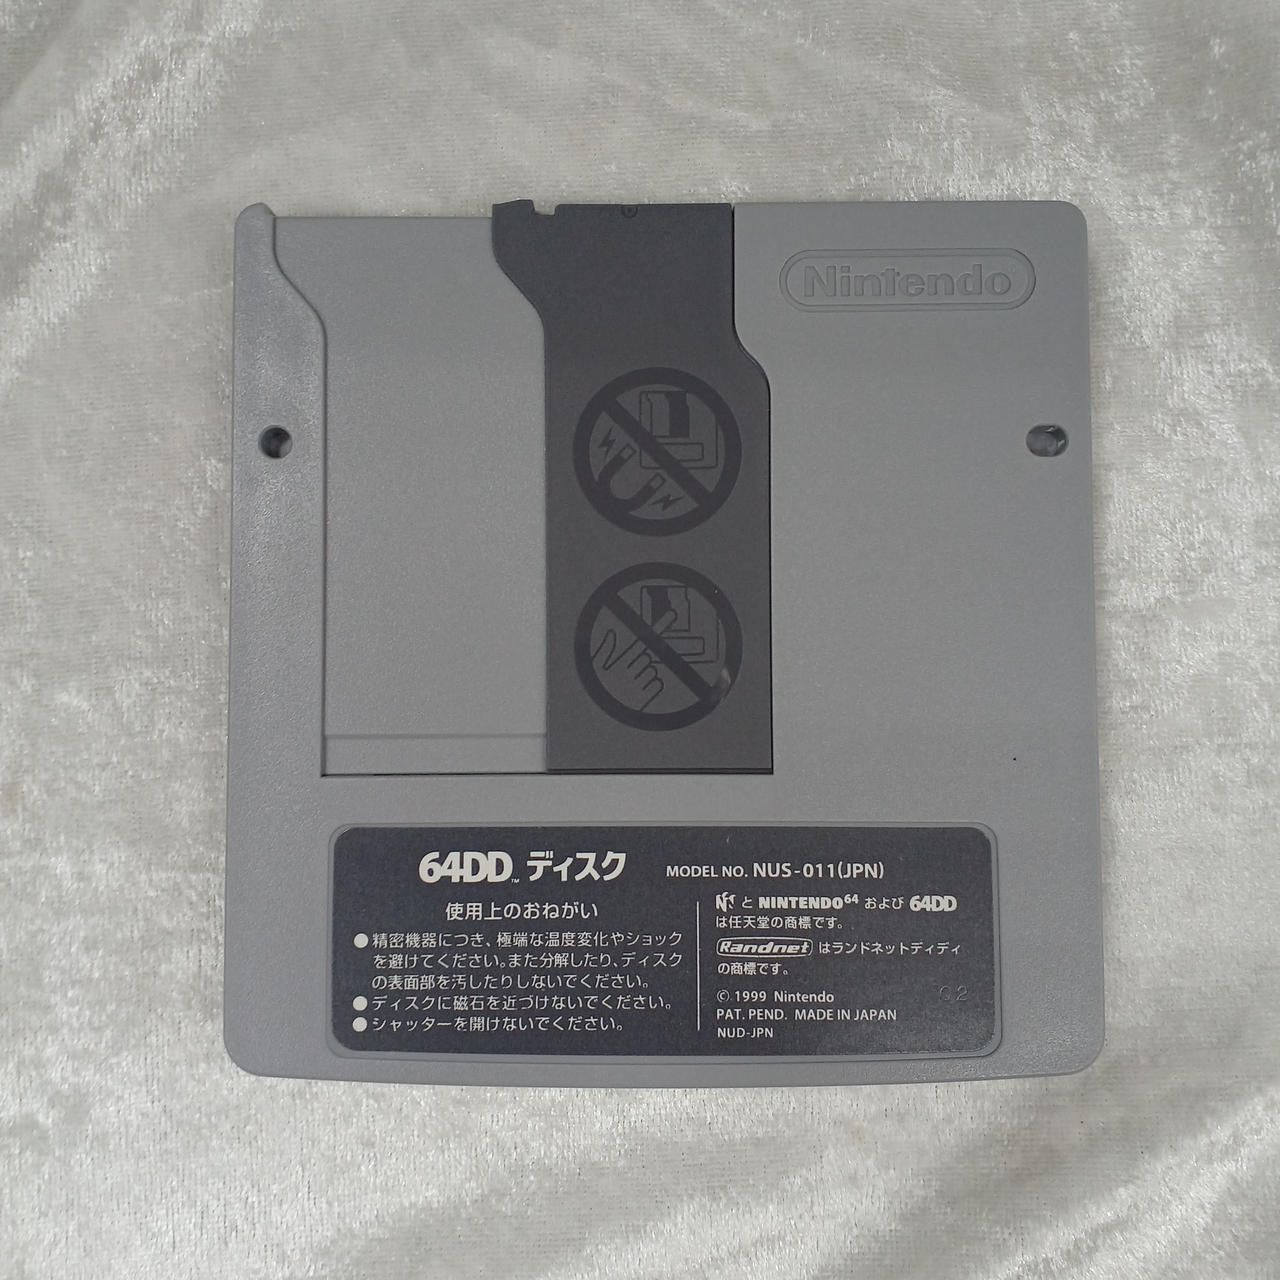 Nintendo
64DD™ ディスク
MODEL NO. NUS-011(JPN)
使用上のおねがい
●精密機器につき、極端な温度変化やショック
を避けてください。また分解したり、ディスク
の表面部を汚したりしないでください。
●ディスクに磁石を近づけないでください。
●シャッターを開けないでください。
と NINTENDO64 および 64DD
は任天堂の商標です。
Randnet はランドネットディディ
の商標です。
© 1999 Nintendo
PAT. PEND. MADE IN JAPAN
NUD-JPN